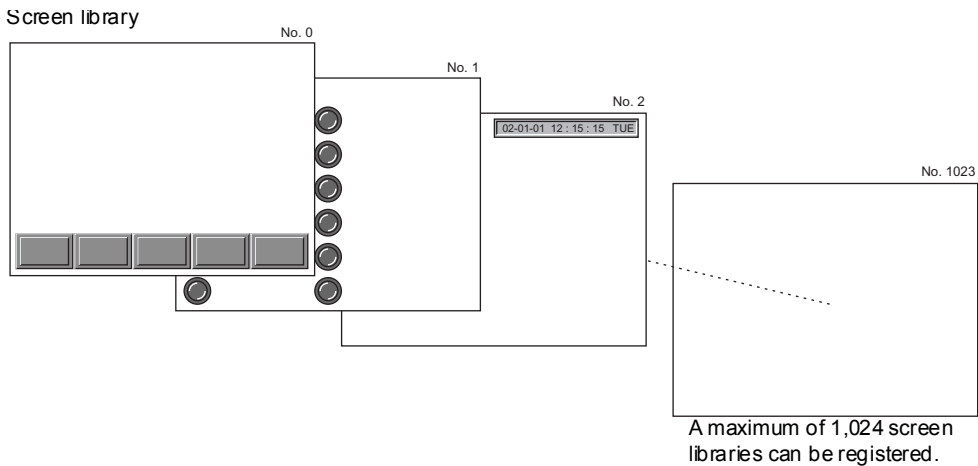 Screen library
No. 0
No. 1
No. 2
02-01-01 12 : 15 : 15 TUE
No. 1023
A maximum of 1,024 screen
libraries can be registered.